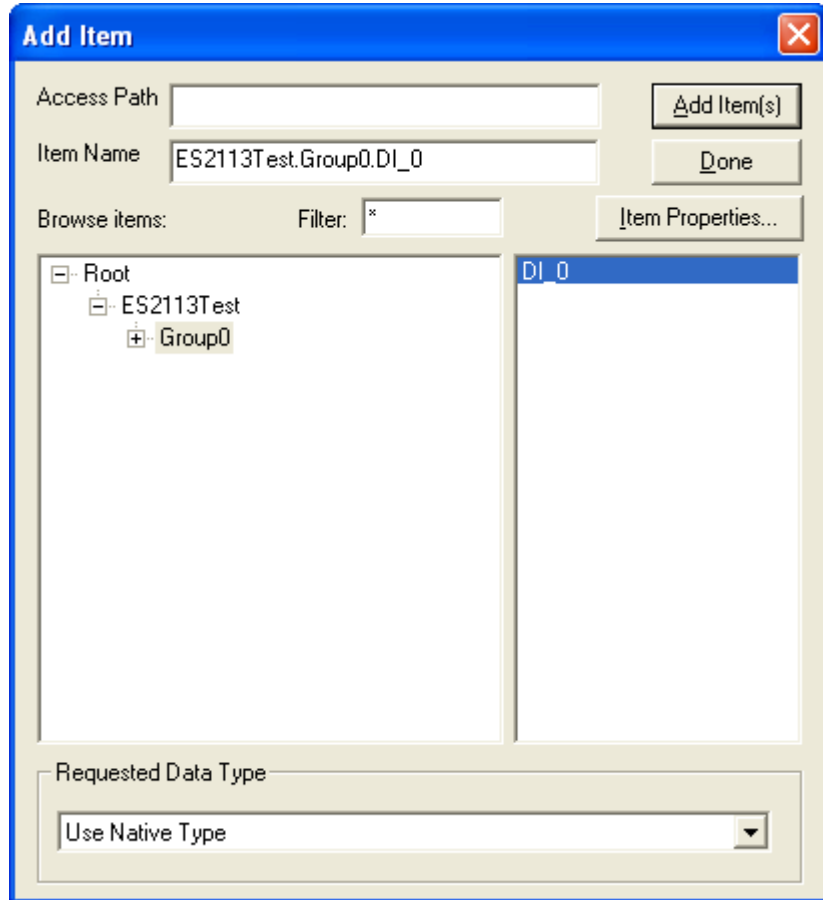 Add Item
Access Path
Add Item(s)
Item Name ES2113Test.Group0.DI_0
Done
Browse items: Filter: *
Item Properties...
Root
DI_0
ES2113Test
Group0
Requested Data Type
Use Native Type